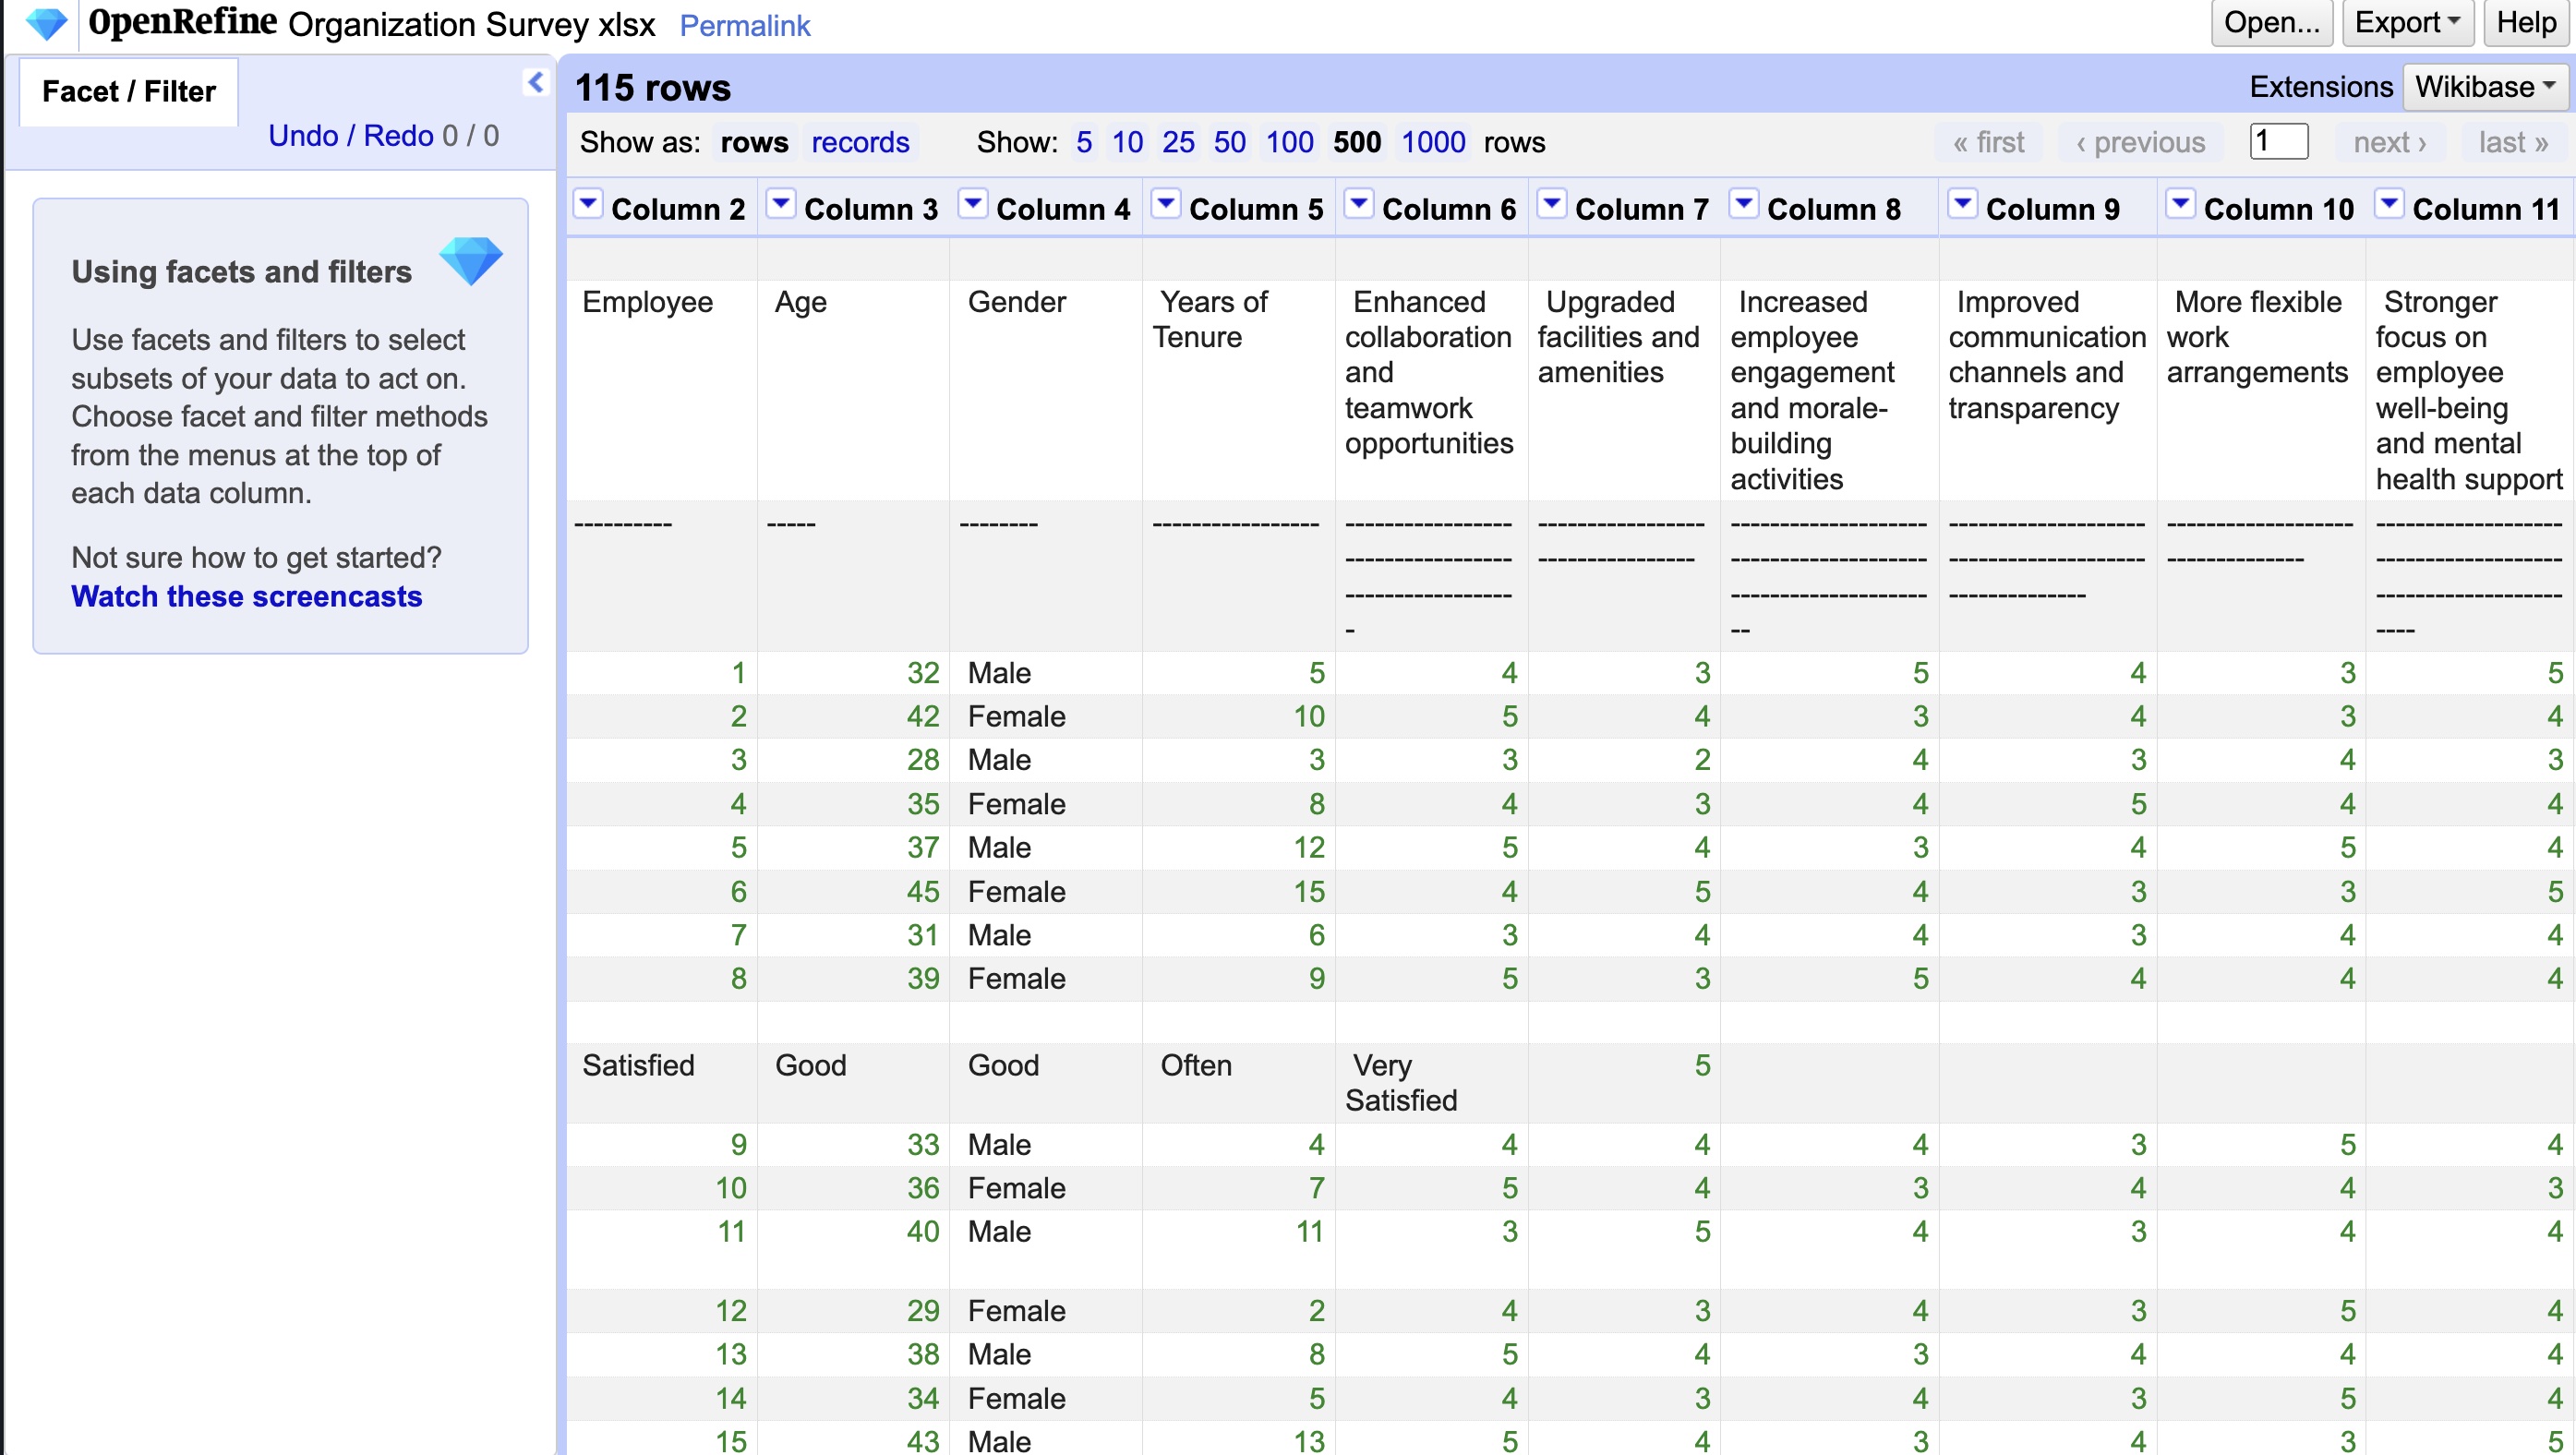 OpenRefine Organization Survey xlsx Permalink Open... Export Help
Facet / Filter
Undo / Redo 0 / 0
Using facets and filters
Use facets and filters to select
subsets of your data to act on.
Choose facet and filter methods
from the menus at the top of
each data column.
Not sure how to get started?
Watch these screencasts
115 rows Extensions Wikibase
Show as: rows records Show: 5 10 25 50 100 500 1000 rows « first ‹ previous 1 next › last »
Column 2 Column 3 Column 4 Column 5 Column 6 Column 7 Column 8 Column 9 Column 10 Column 11
Employee Age Gender Years of Enhanced Upgraded Increased Improved More flexible Stronger
Tenure collaboration facilities and employee communication work focus on
and amenities engagement channels and arrangements employee
teamwork and morale- transparency well-being
opportunities building and mental
activities health support
---------- ----- -------- ----------------- ----------------- ----------------- -------------------- -------------------- ------------------- -------------------
----------------- ---------------- -------------------- -------------------- -------------- -------------------
----------------- -------------------- -------------- -------------------
- -- ----
1 32 Male 5 4 3 5 4 3 5
2 42 Female 10 5 4 3 4 3 4
3 28 Male 3 3 2 4 3 4 3
4 35 Female 8 4 3 4 5 4 4
5 37 Male 12 5 4 3 4 5 4
6 45 Female 15 4 5 4 3 3 5
7 31 Male 6 3 4 4 3 4 4
8 39 Female 9 5 3 5 4 4 4
Satisfied Good Good Often Very 5
Satisfied
9 33 Male 4 4 4 4 3 5 4
10 36 Female 7 5 4 3 4 4 3
11 40 Male 11 3 5 4 3 4 4
12 29 Female 2 4 3 4 3 5 4
13 38 Male 8 5 4 3 4 4 4
14 34 Female 5 4 3 4 3 5 4
15 43 Male 13 5 4 3 4 3 5